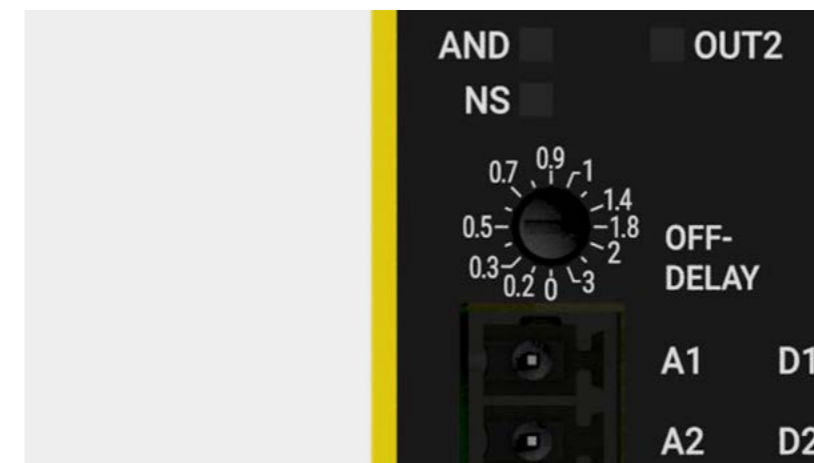 AND OUT2
NS
0.9
0.7 1
1.4
0.5 1.8
2
0.3 3
0.2 0
OFF-
DELAY
A1 D1
A2 D2